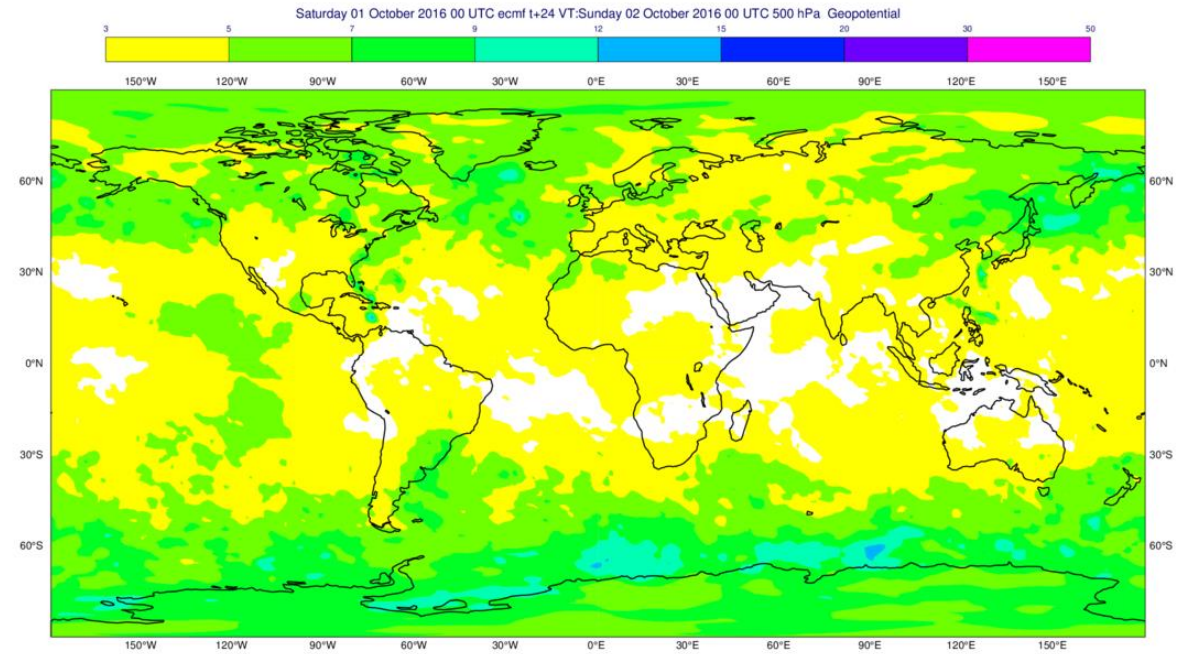 Saturday 01 October 2016 00 UTC ecmf t+24 VT:Sunday 02 October 2016 00 UTC 500 hPa Geopotential
3 5 7 9 12 15 20 30 50
150°W 120°W 90°W 60°W 30°W 0°E 30°E 60°E 90°E 120°E 150°E
60°N 60°N
30°N 30°N
0°N 0°N
30°S 30°S
60°S 60°S
150°W 120°W 90°W 60°W 30°W 0°E 30°E 60°E 90°E 120°E 150°E